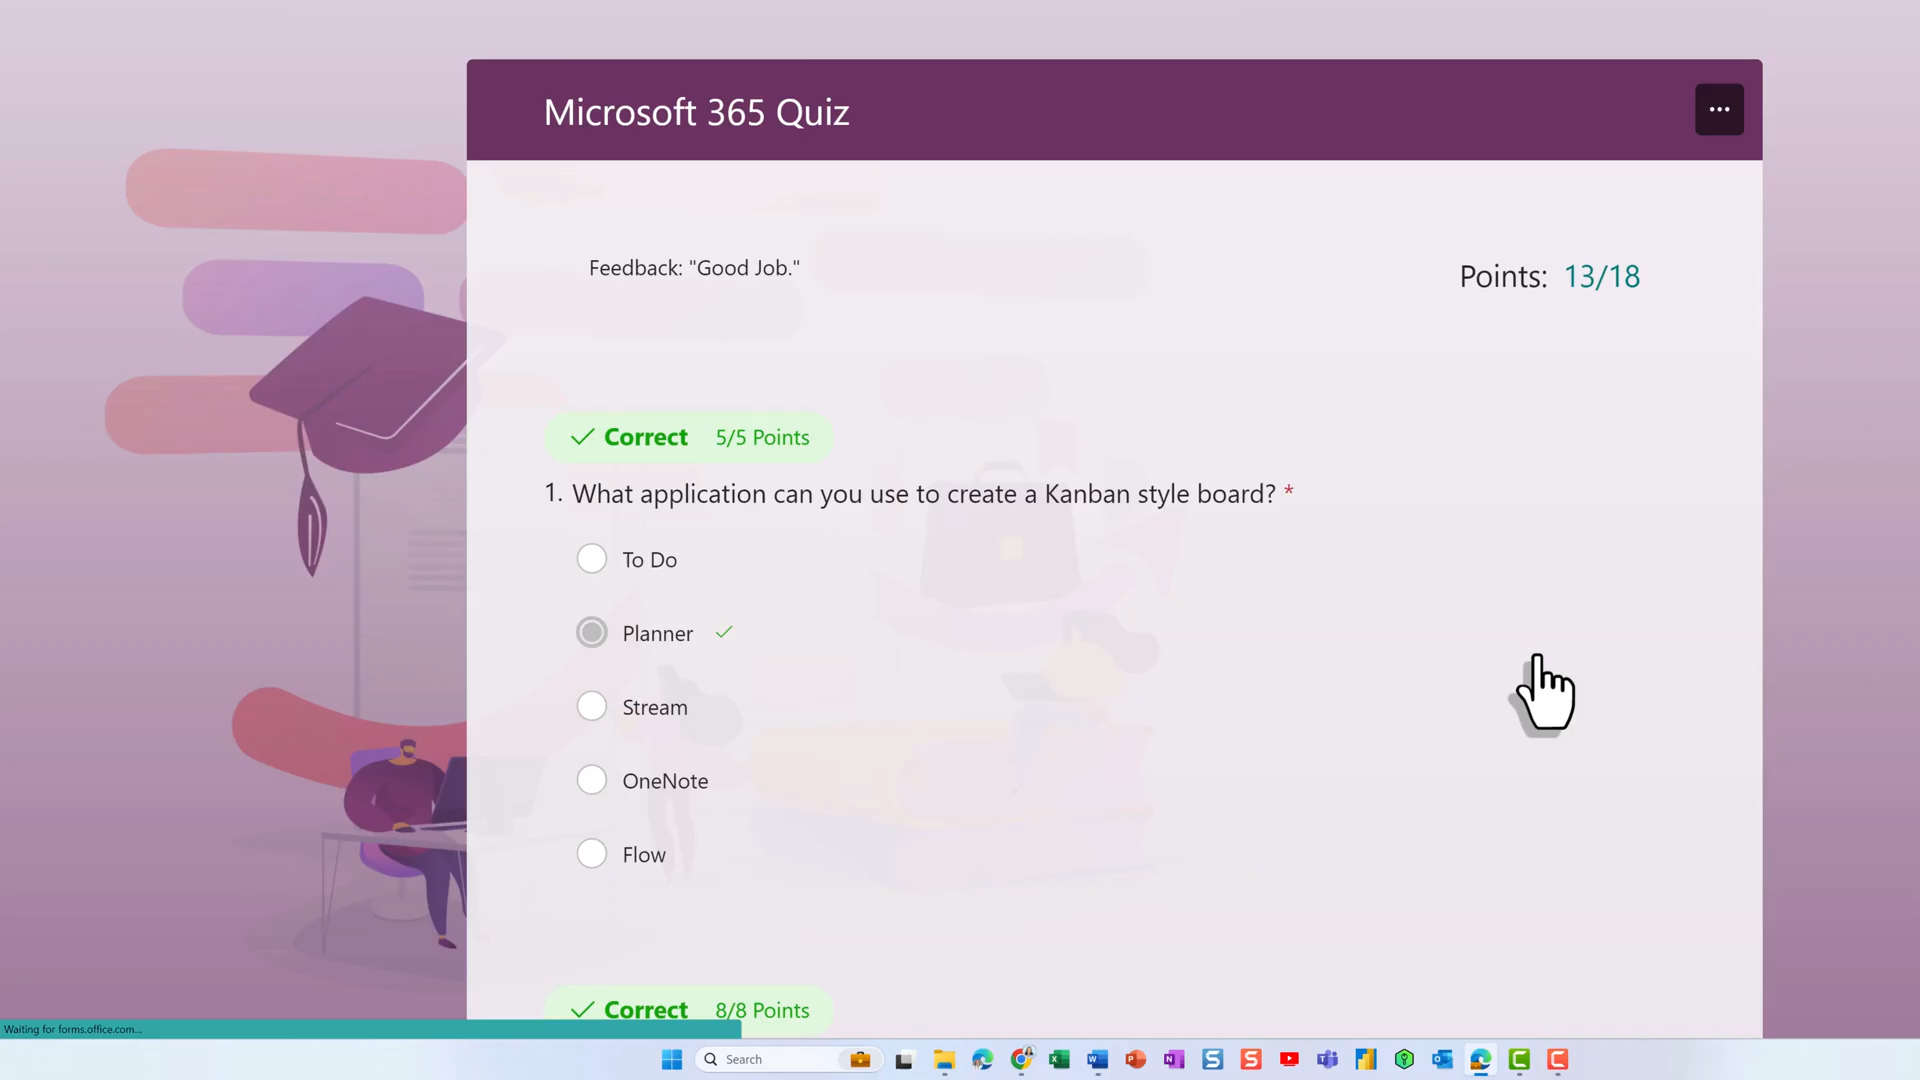 Microsoft 365 Quiz
...
Feedback: "Good Job."
Points: 13/18
Correct 5/5 Points
1. What application can you use to create a Kanban style board? *
To Do
Planner
Stream
OneNote
Flow
Correct 8/8 Points
Waiting for forms.office.com...
Search